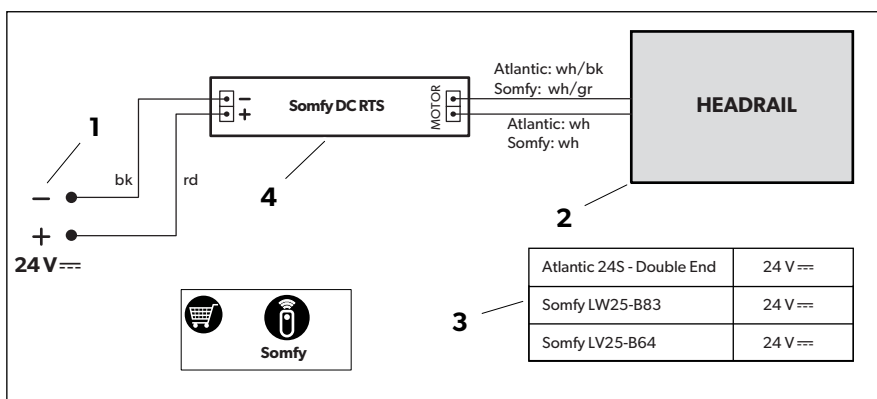 1
−
bk
rd
+
24 V⎓
−
+
Somfy DC RTS
MOTOR
4
Atlantic: wh/bk
Somfy: wh/gr
Atlantic: wh
Somfy: wh
HEADRAIL
2
3
Atlantic 24S - Double End 24 V⎓
Somfy LW25-B83 24 V⎓
Somfy LV25-B64 24 V⎓
Somfy